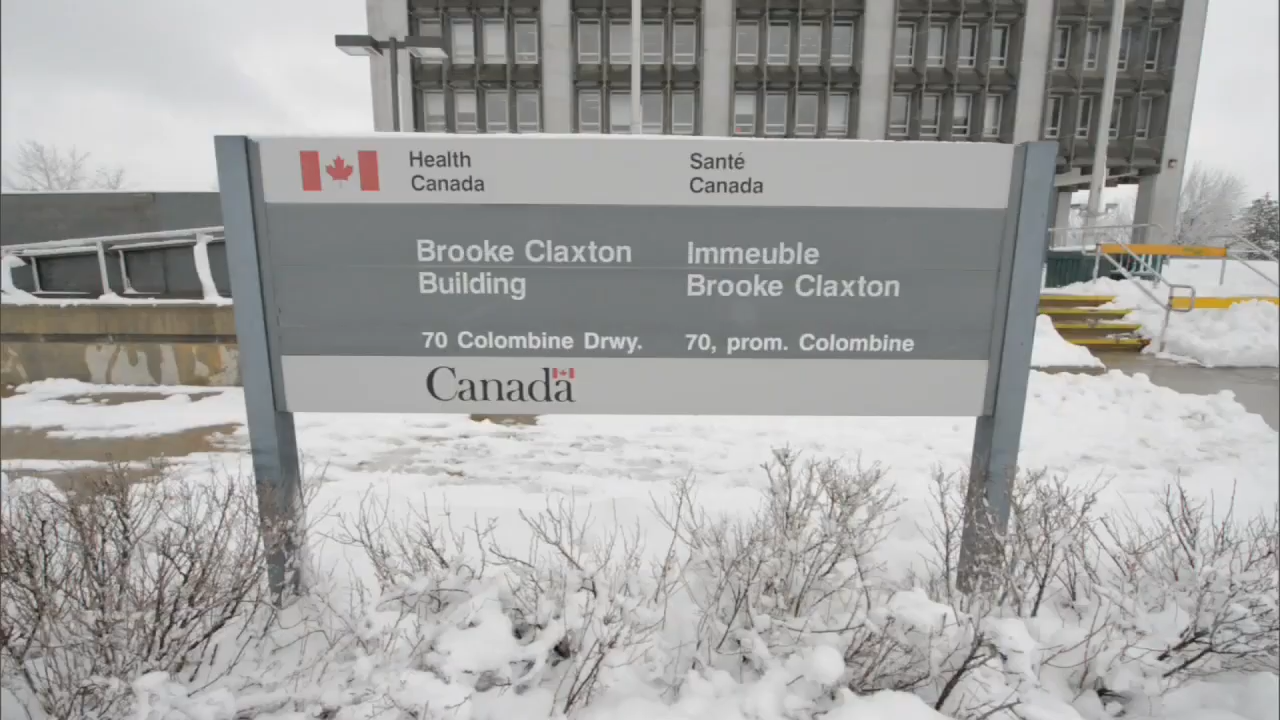 Health
Canada
Santé
Canada
Brooke Claxton
Building
Immeuble
Brooke Claxton
70 Colombine Drwy.
70, prom. Colombine
Canada